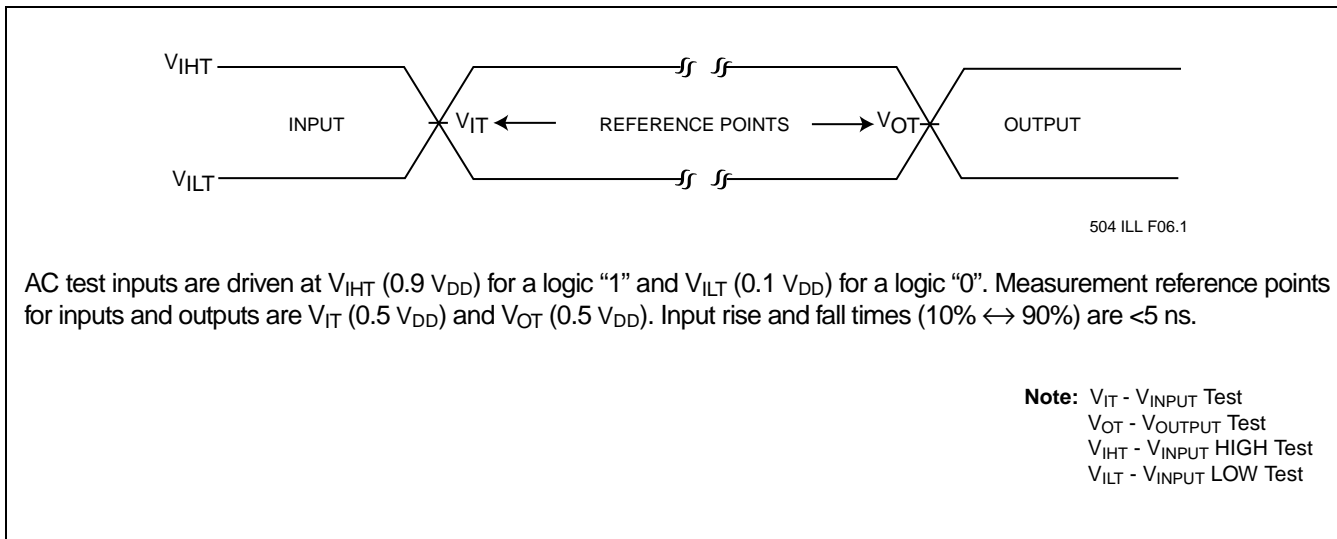 VIHT
INPUT VIT REFERENCE POINTS VOT OUTPUT
VILT
504 ILL F06.1
AC test inputs are driven at VIHT (0.9 VDD) for a logic “1” and VILT (0.1 VDD) for a logic “0”. Measurement reference points
for inputs and outputs are VIT (0.5 VDD) and VOT (0.5 VDD). Input rise and fall times (10% ↔ 90%) are <5 ns.
Note: VIT - VINPUT Test
VOT - VOUTPUT Test
VIHT - VINPUT HIGH Test
VILT - VINPUT LOW Test